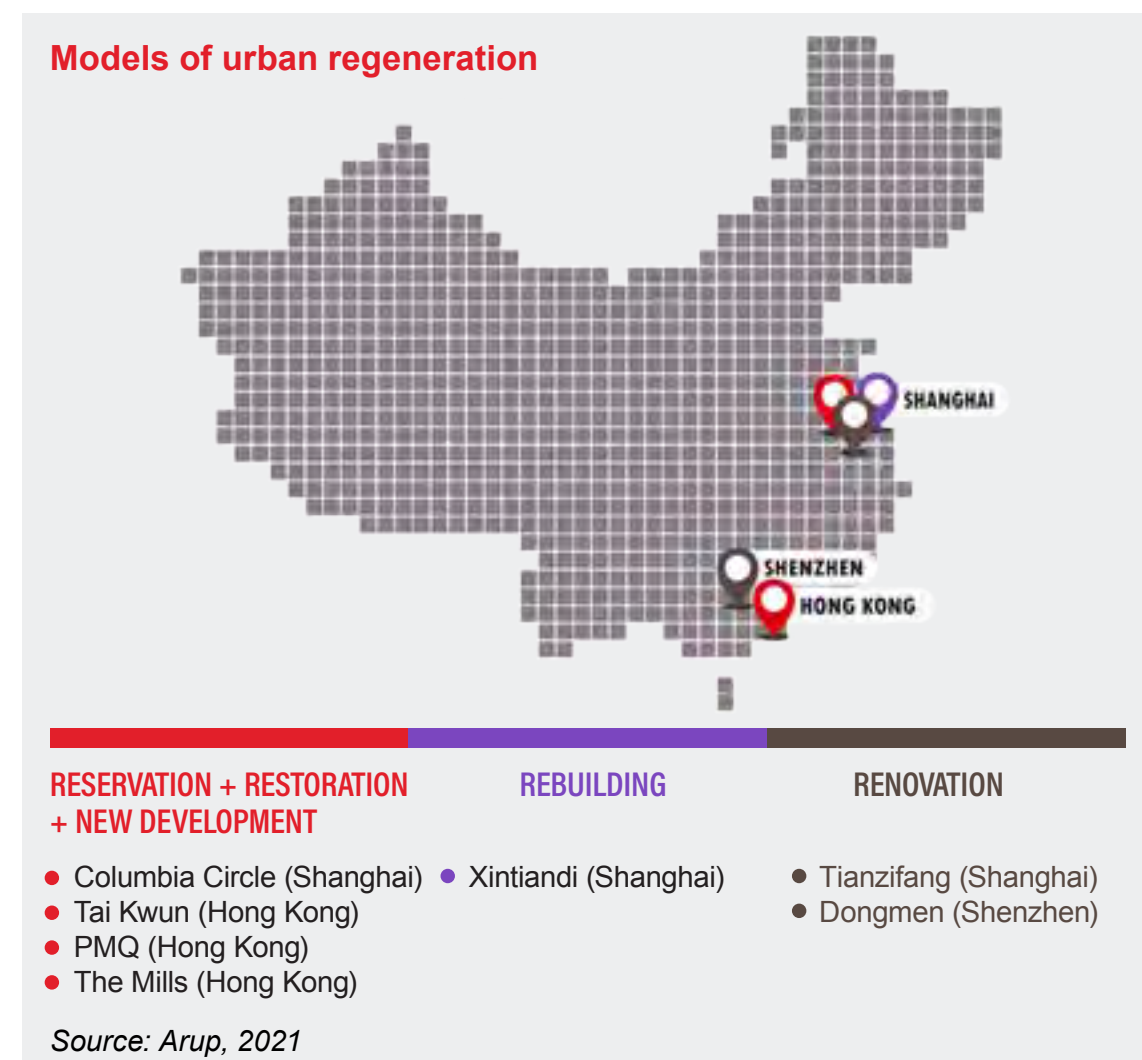 Models of urban regeneration
SHANGHAI
SHENZHEN
HONG KONG
RESERVATION + RESTORATION
+ NEW DEVELOPMENT
REBUILDING
RENOVATION
Columbia Circle (Shanghai)
Tai Kwun (Hong Kong)
PMQ (Hong Kong)
The Mills (Hong Kong)
Xintiandi (Shanghai)
Tianzifang (Shanghai)
Dongmen (Shenzhen)
Source: Arup, 2021